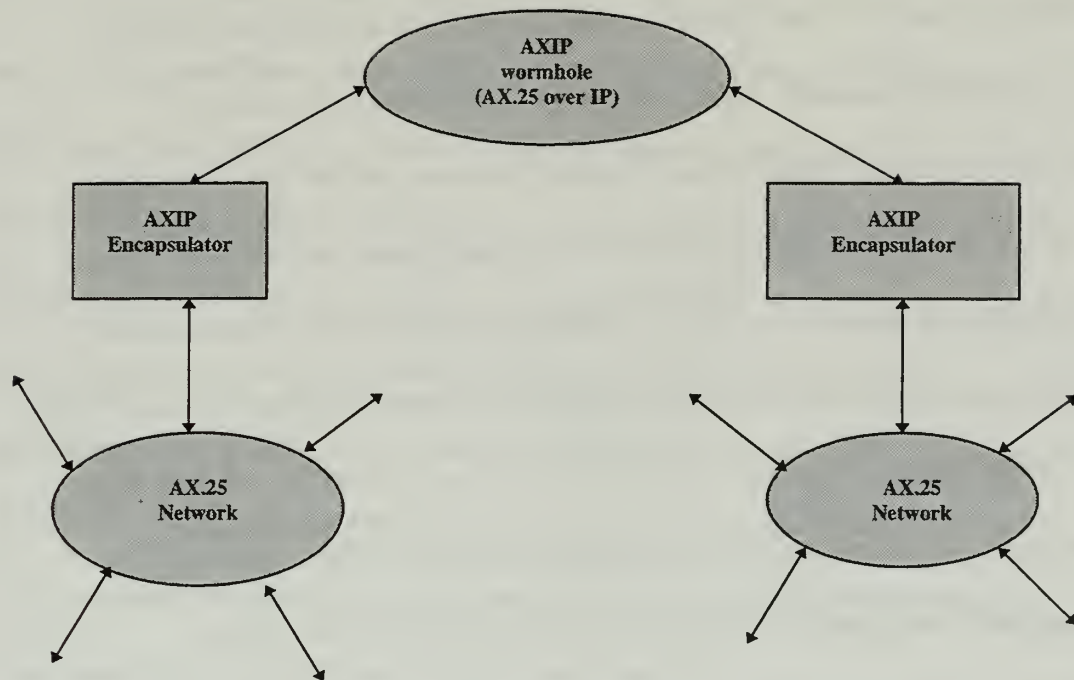 AXIP
wormhole
(AX.25 over IP)
AXIP
Encapsulator
AXIP
Encapsulator
AX.25
Network
AX.25
Network